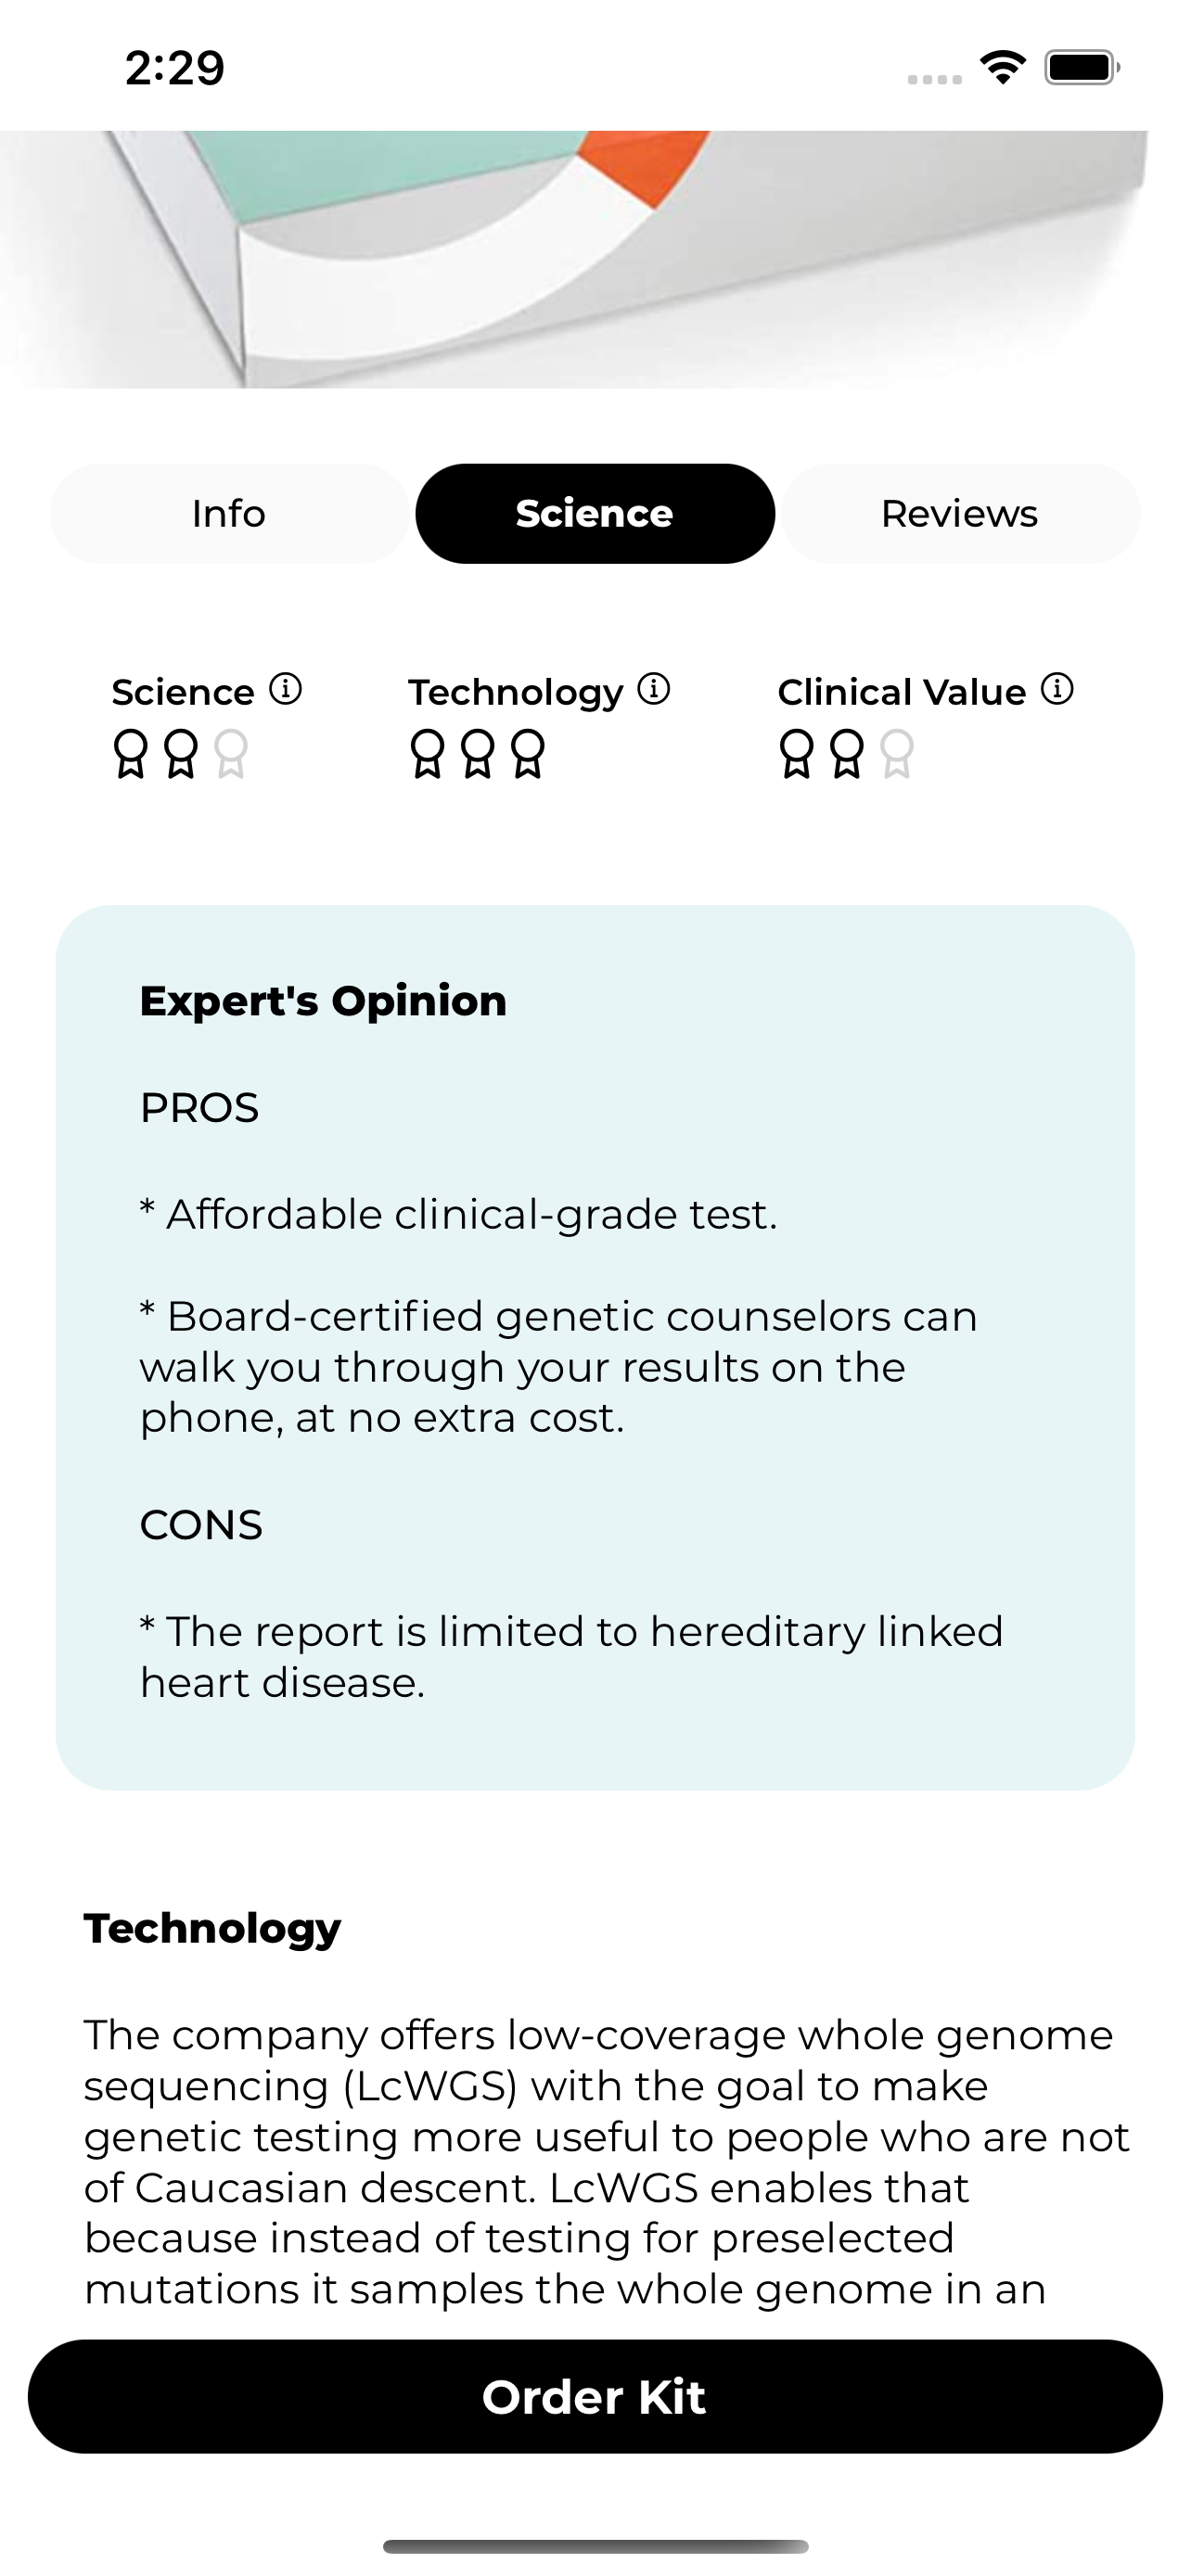 2:29
Info
Science
Reviews
Science
Technology
Clinical Value
Expert's Opinion
PROS
* Affordable clinical-grade test.
* Board-certified genetic counselors can
walk you through your results on the
phone, at no extra cost.
CONS
* The report is limited to hereditary linked
heart disease.
Technology
The company offers low-coverage whole genome
sequencing (LcWGS) with the goal to make
genetic testing more useful to people who are not
of Caucasian descent. LcWGS enables that
because instead of testing for preselected
mutations it samples the whole genome in an
Order Kit